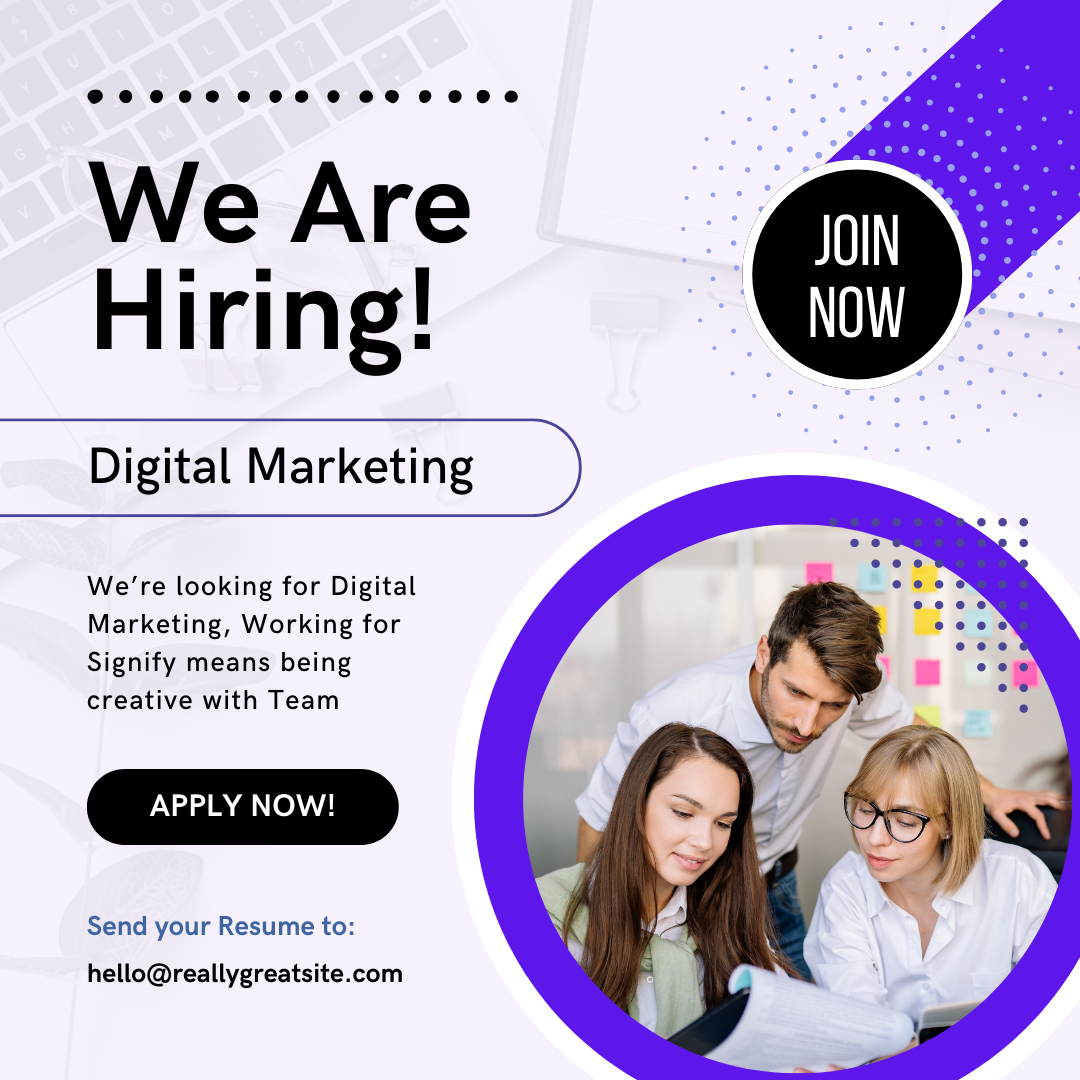 We Are
Hiring!
JOIN
NOW
Digital Marketing
We’re looking for Digital
Marketing, Working for
Signify means being
creative with Team
APPLY NOW!
Send your Resume to:
hello@reallygreatsite.com